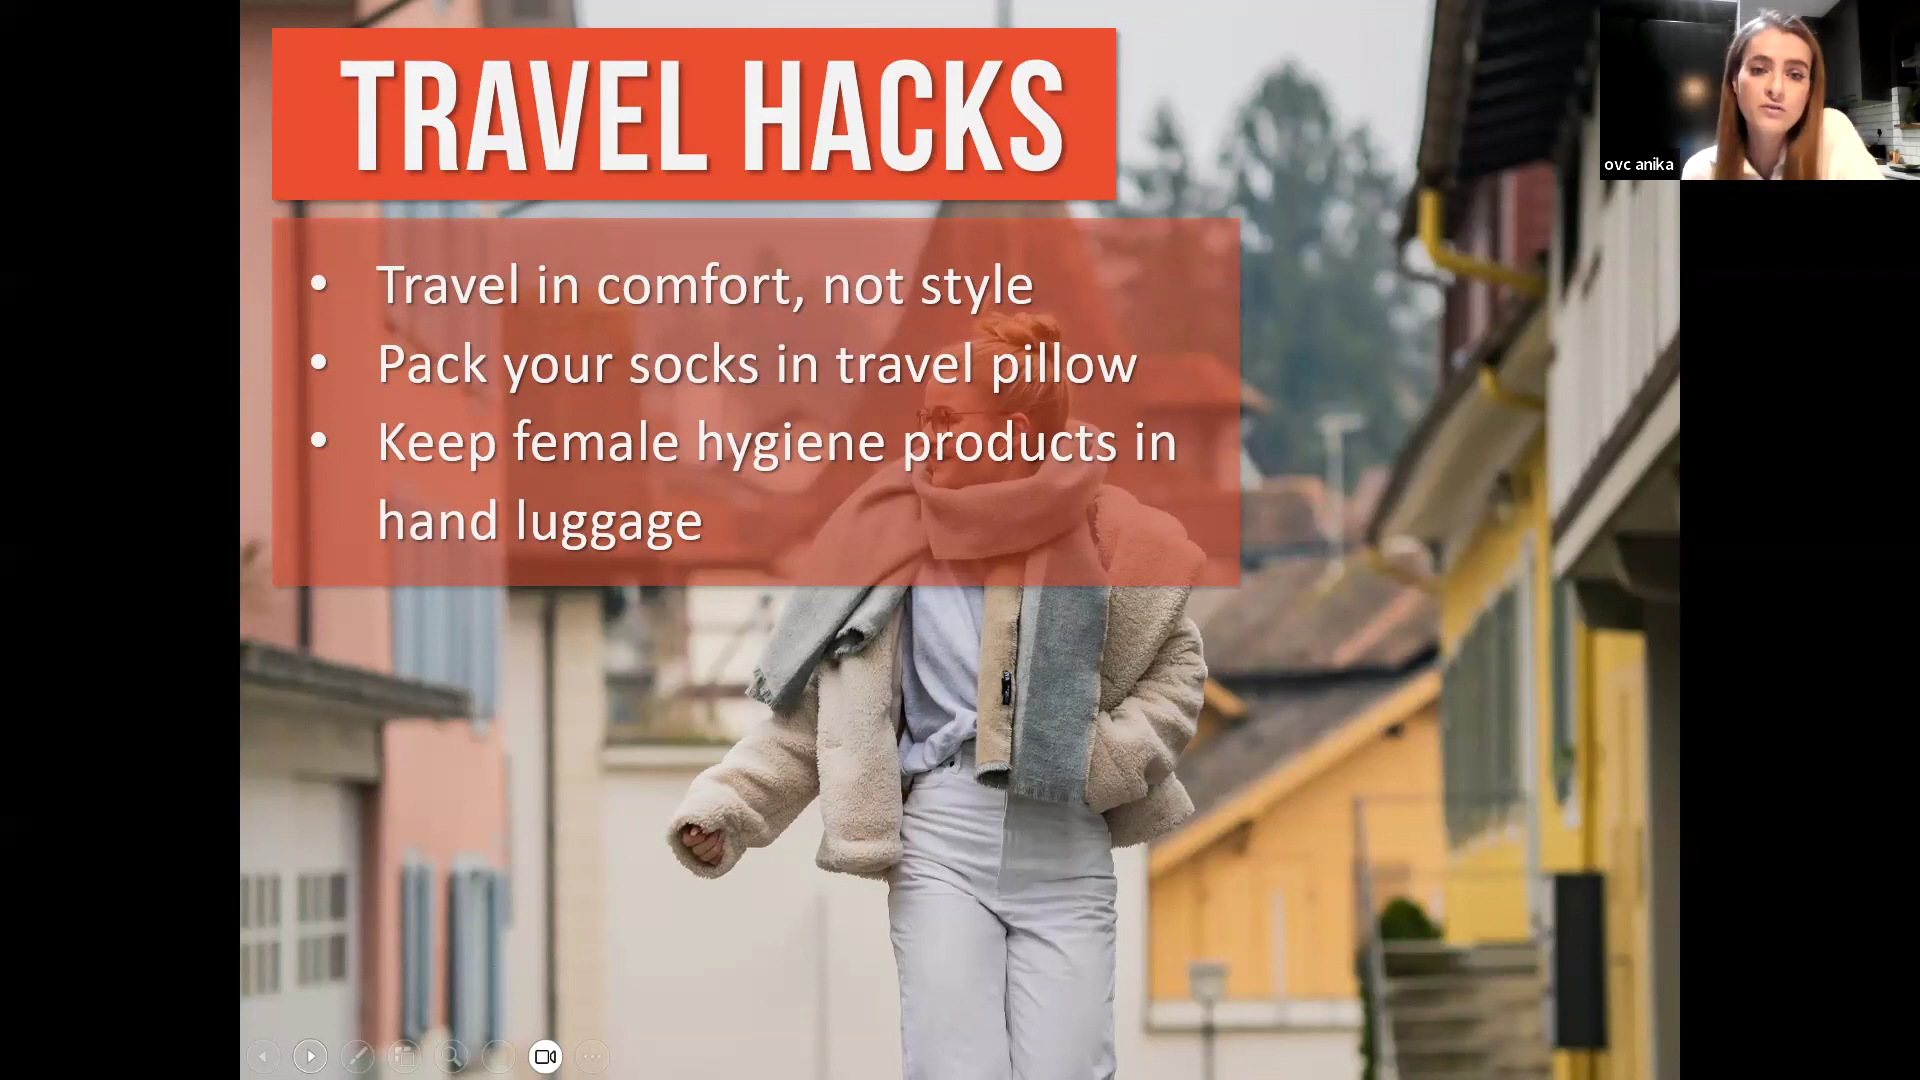 TRAVEL HACKS
• Travel in comfort, not style
• Pack your socks in travel pillow
• Keep female hygiene products in
hand luggage
ovc anika